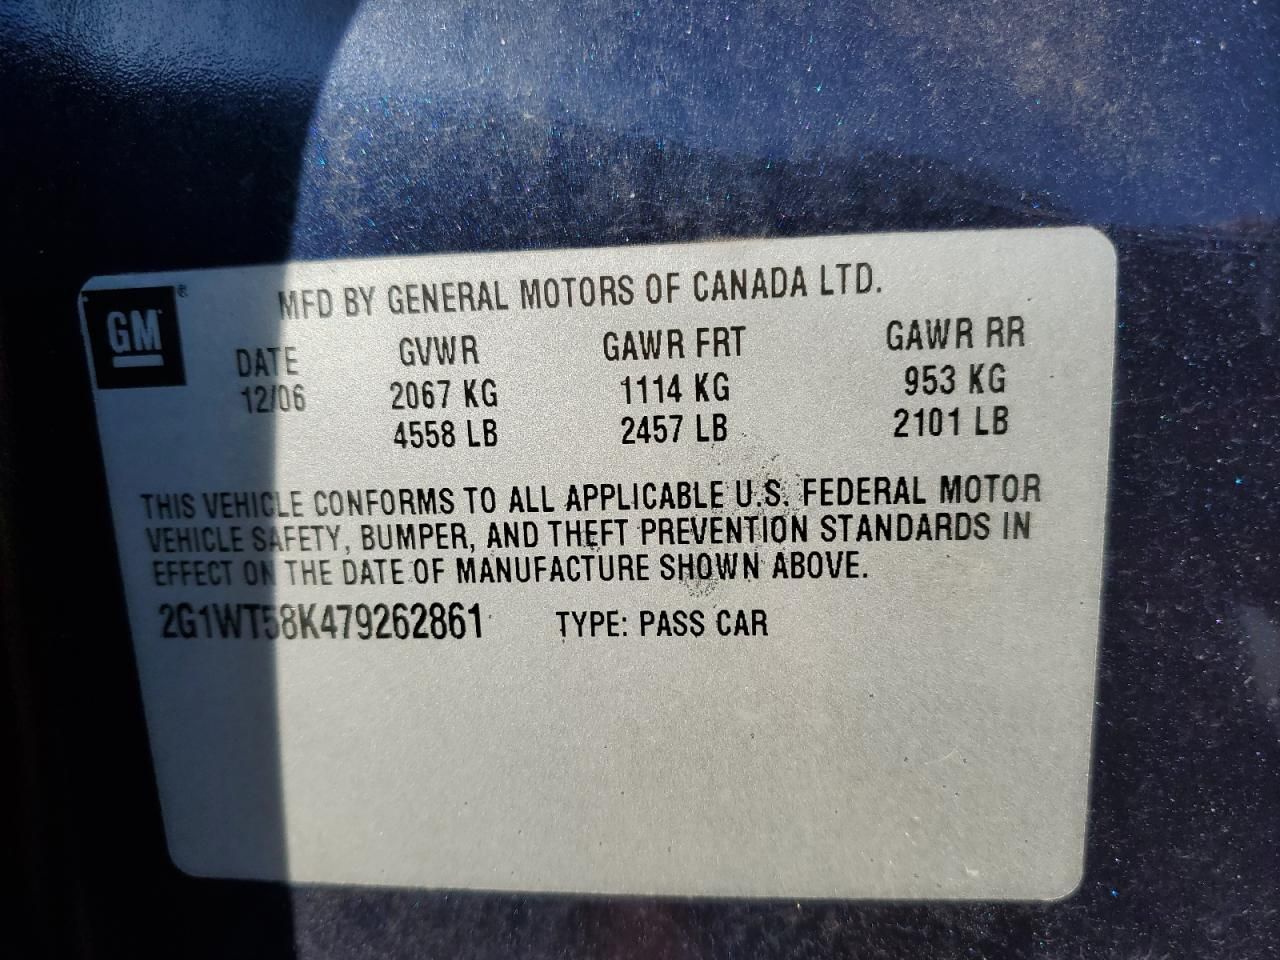 GM®
MFD BY GENERAL MOTORS OF CANADA LTD.
DATE GVWR GAWR FRT GAWR RR
12/06 2067 KG 1114 KG 953 KG
4558 LB 2457 LB 2101 LB
THIS VEHICLE CONFORMS TO ALL APPLICABLE U.S. FEDERAL MOTOR
VEHICLE SAFETY, BUMPER, AND THEFT PREVENTION STANDARDS IN
EFFECT ON THE DATE OF MANUFACTURE SHOWN ABOVE.
2G1WT58K479262861 TYPE: PASS CAR